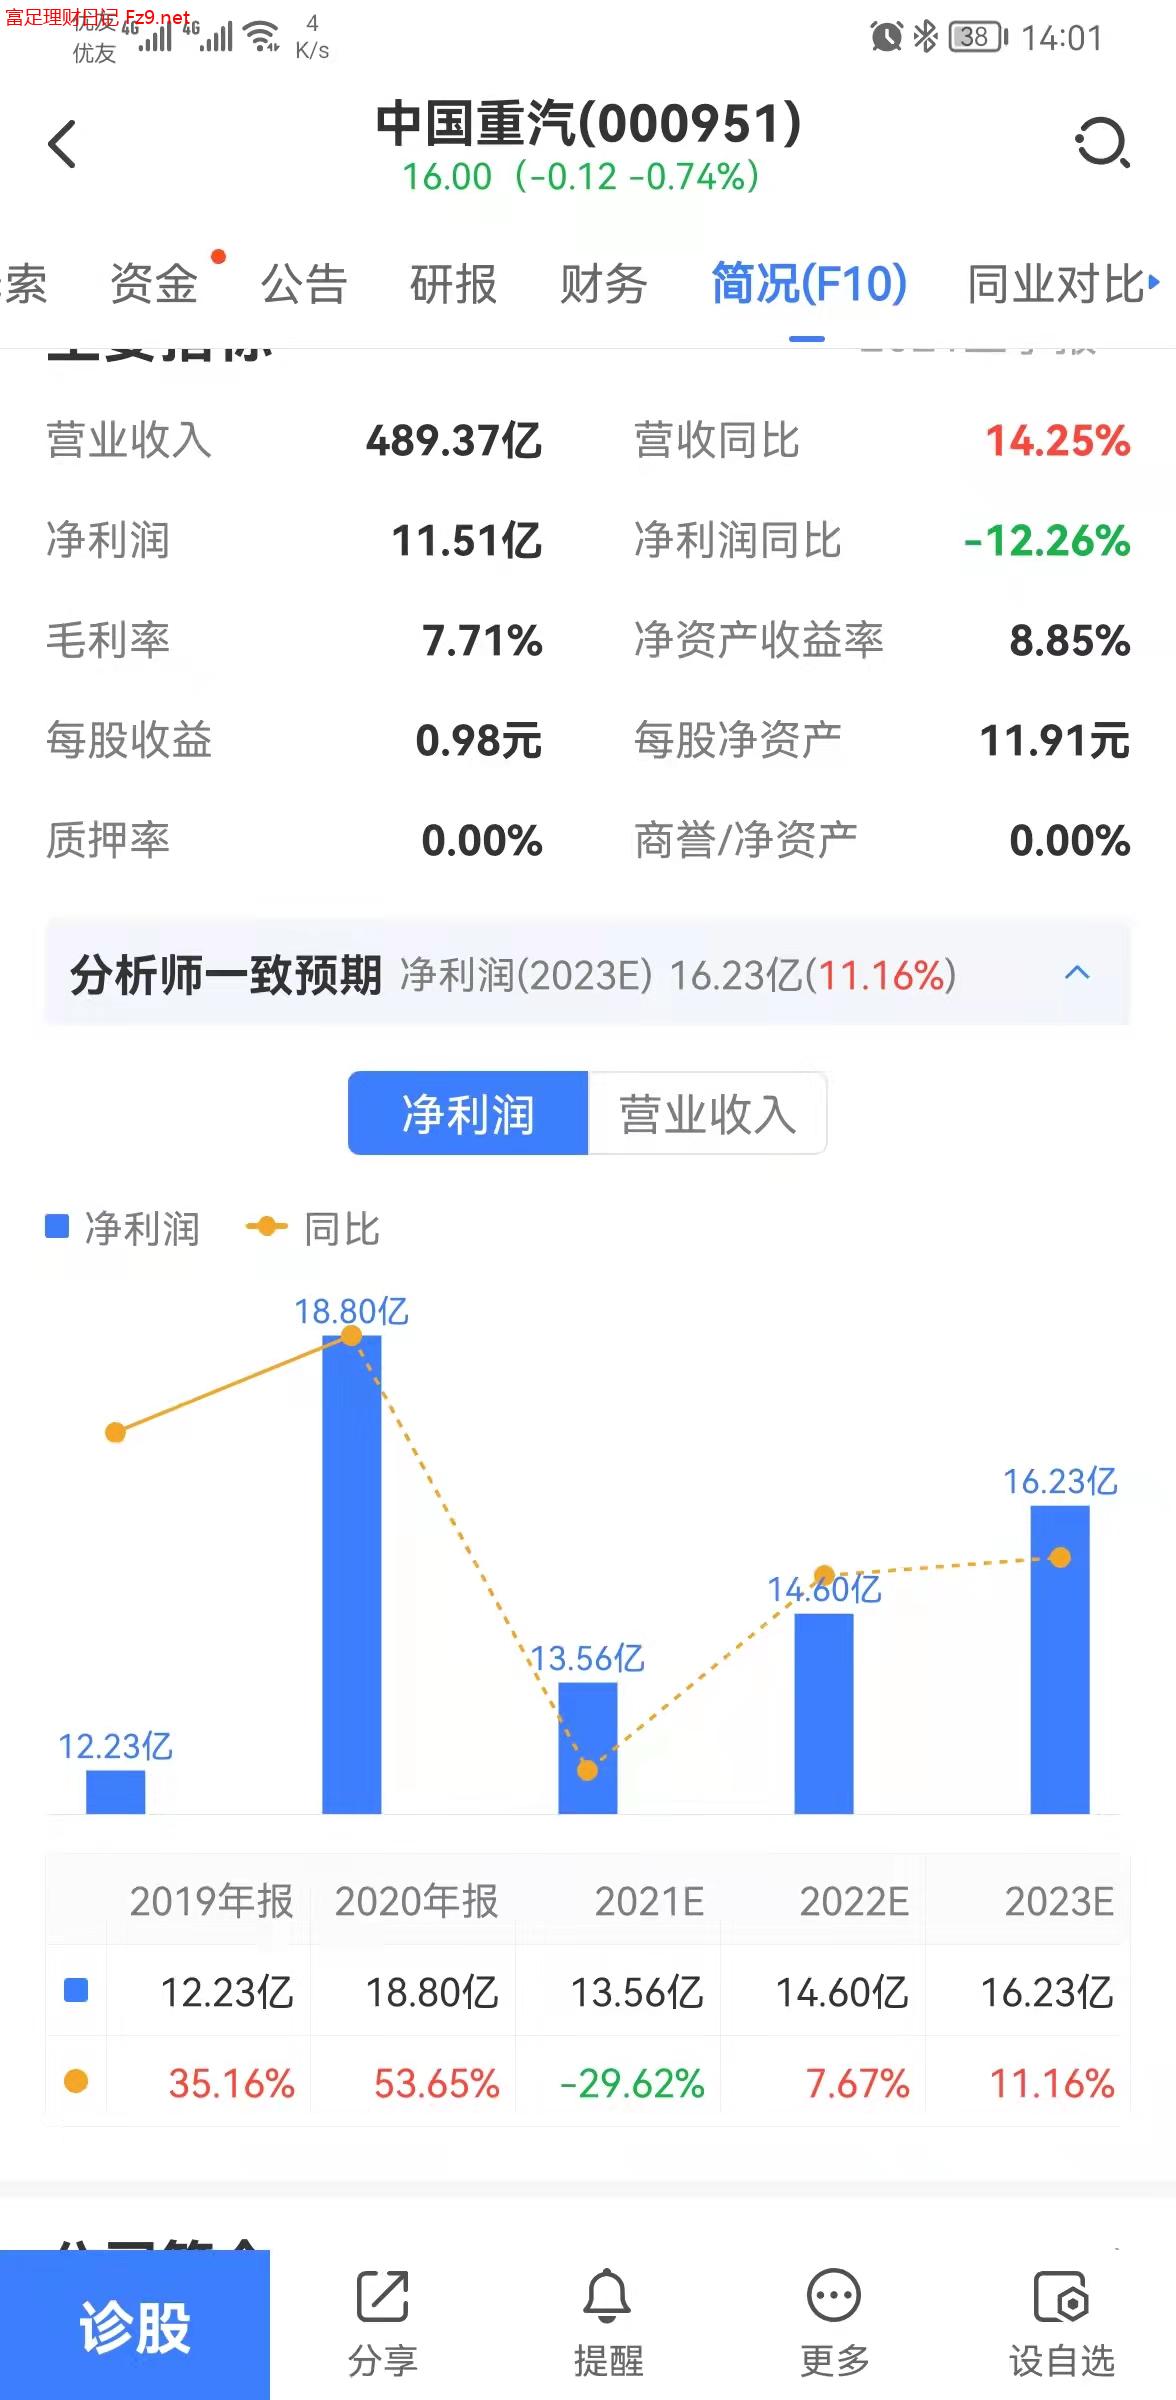 富足理财日记 Fz9.net
优友 4G 4G 4
优友 K/s 38 14:01
中国重汽(000951)
16.00 (-0.12 -0.74%)
索 资金 公告 研报 财务 简况(F10) 同业对比
主要指标
营业收入 489.37亿 营收同比 14.25%
净利润 11.51亿 净利润同比 -12.26%
毛利率 7.71% 净资产收益率 8.85%
每股收益 0.98元 每股净资产 11.91元
质押率 0.00% 商誉/净资产 0.00%
分析师一致预期 净利润(2023E) 16.23亿(11.16%)
净利润 营业收入
净利润 同比
18.80亿
16.23亿
14.60亿
13.56亿
12.23亿
2019年报 2020年报 2021E 2022E 2023E
12.23亿 18.80亿 13.56亿 14.60亿 16.23亿
35.16% 53.65% -29.62% 7.67% 11.16%
诊股 分享 提醒 更多 设自选